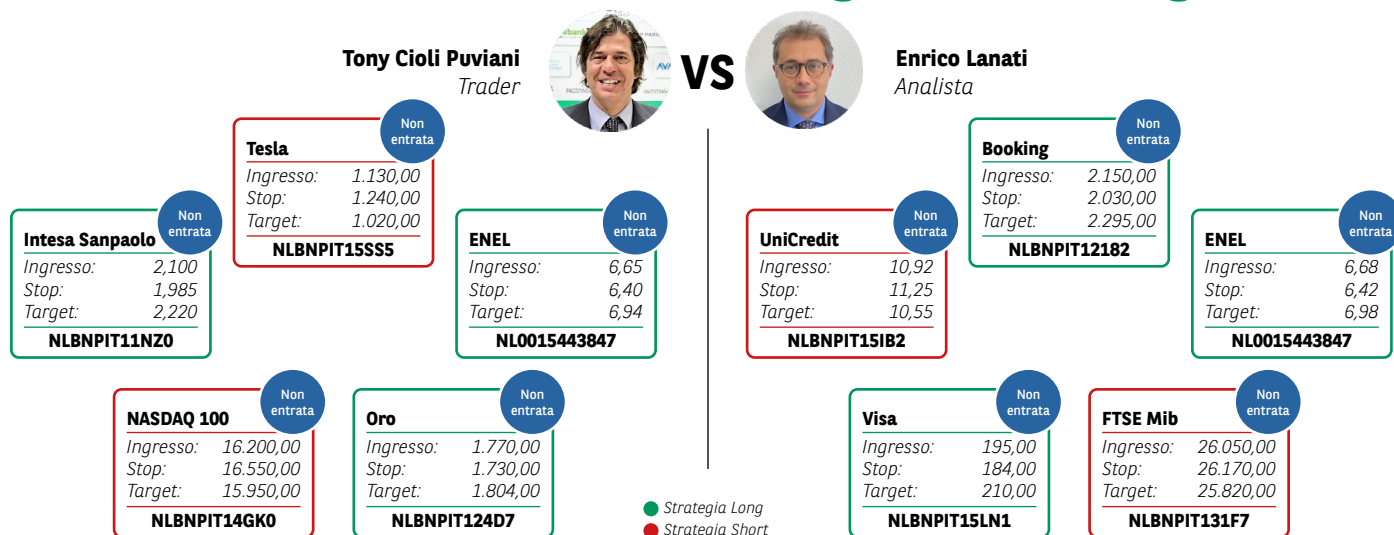 Tony Cioli Puviani
Trader
VS
Enrico Lanati
Analista
Non
entrata
Tesla
Ingresso: 1.130,00
Stop: 1.240,00
Target: 1.020,00
NLBNPIT15SS5
Non
entrata
Intesa Sanpaolo
Ingresso: 2,100
Stop: 1,985
Target: 2,220
NLBNPIT11NZ0
Non
entrata
ENEL
Ingresso: 6,65
Stop: 6,40
Target: 6,94
NL0015443847
Non
entrata
NASDAQ 100
Ingresso: 16.200,00
Stop: 16.550,00
Target: 15.950,00
NLBNPIT14GK0
Non
entrata
Oro
Ingresso: 1.770,00
Stop: 1.730,00
Target: 1.804,00
NLBNPIT124D7
Non
entrata
Booking
Ingresso: 2.150,00
Stop: 2.030,00
Target: 2.295,00
NLBNPIT12182
Non
entrata
UniCredit
Ingresso: 10,92
Stop: 11,25
Target: 10,55
NLBNPIT15IB2
Non
entrata
ENEL
Ingresso: 6,68
Stop: 6,42
Target: 6,98
NL0015443847
Non
entrata
Visa
Ingresso: 195,00
Stop: 184,00
Target: 210,00
NLBNPIT15LN1
Non
entrata
FTSE Mib
Ingresso: 26.050,00
Stop: 26.170,00
Target: 25.820,00
NLBNPIT131F7
Strategia Long
Strategia Short